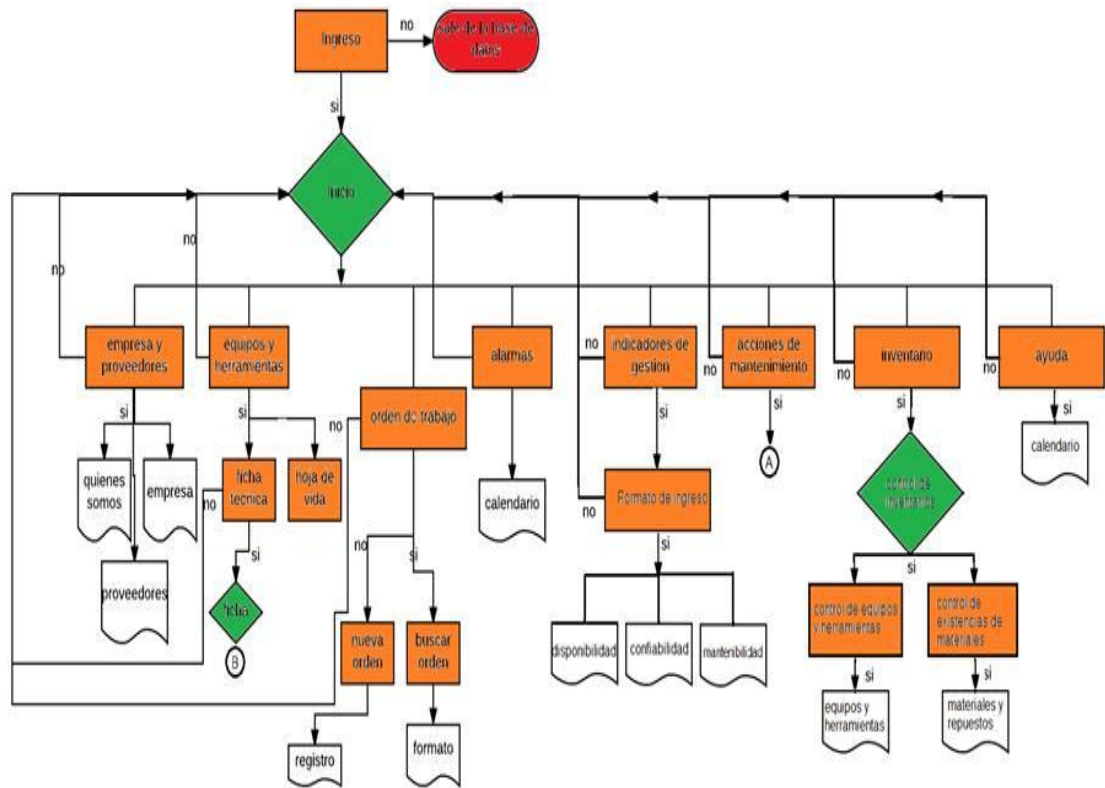 Ingreso
no
Sale de la base de
datos
si
Inicio
no
no
empresa y
proveedores
equipos y
herramientas
orden de trabajo
alarmas
indicadores de
gestion
acciones de
mantenimiento
inventario
ayuda
no
no
no
no
no
si
si
si
si
si
si
quienes
somos
empresa
proveedores
ficha
tecnica
hoja de
vida
no
si
ficha
B
no
si
nueva
orden
buscar
orden
registro
formato
calendario
Formato de ingreso
no
si
disponibilidad
confiabilidad
mantenibilidad
A
control de
inventarios
si
control de equipos
y herramientas
control de
existencias de
materiales
si
si
equipos y
herramientas
materiales y
repuestos
calendario